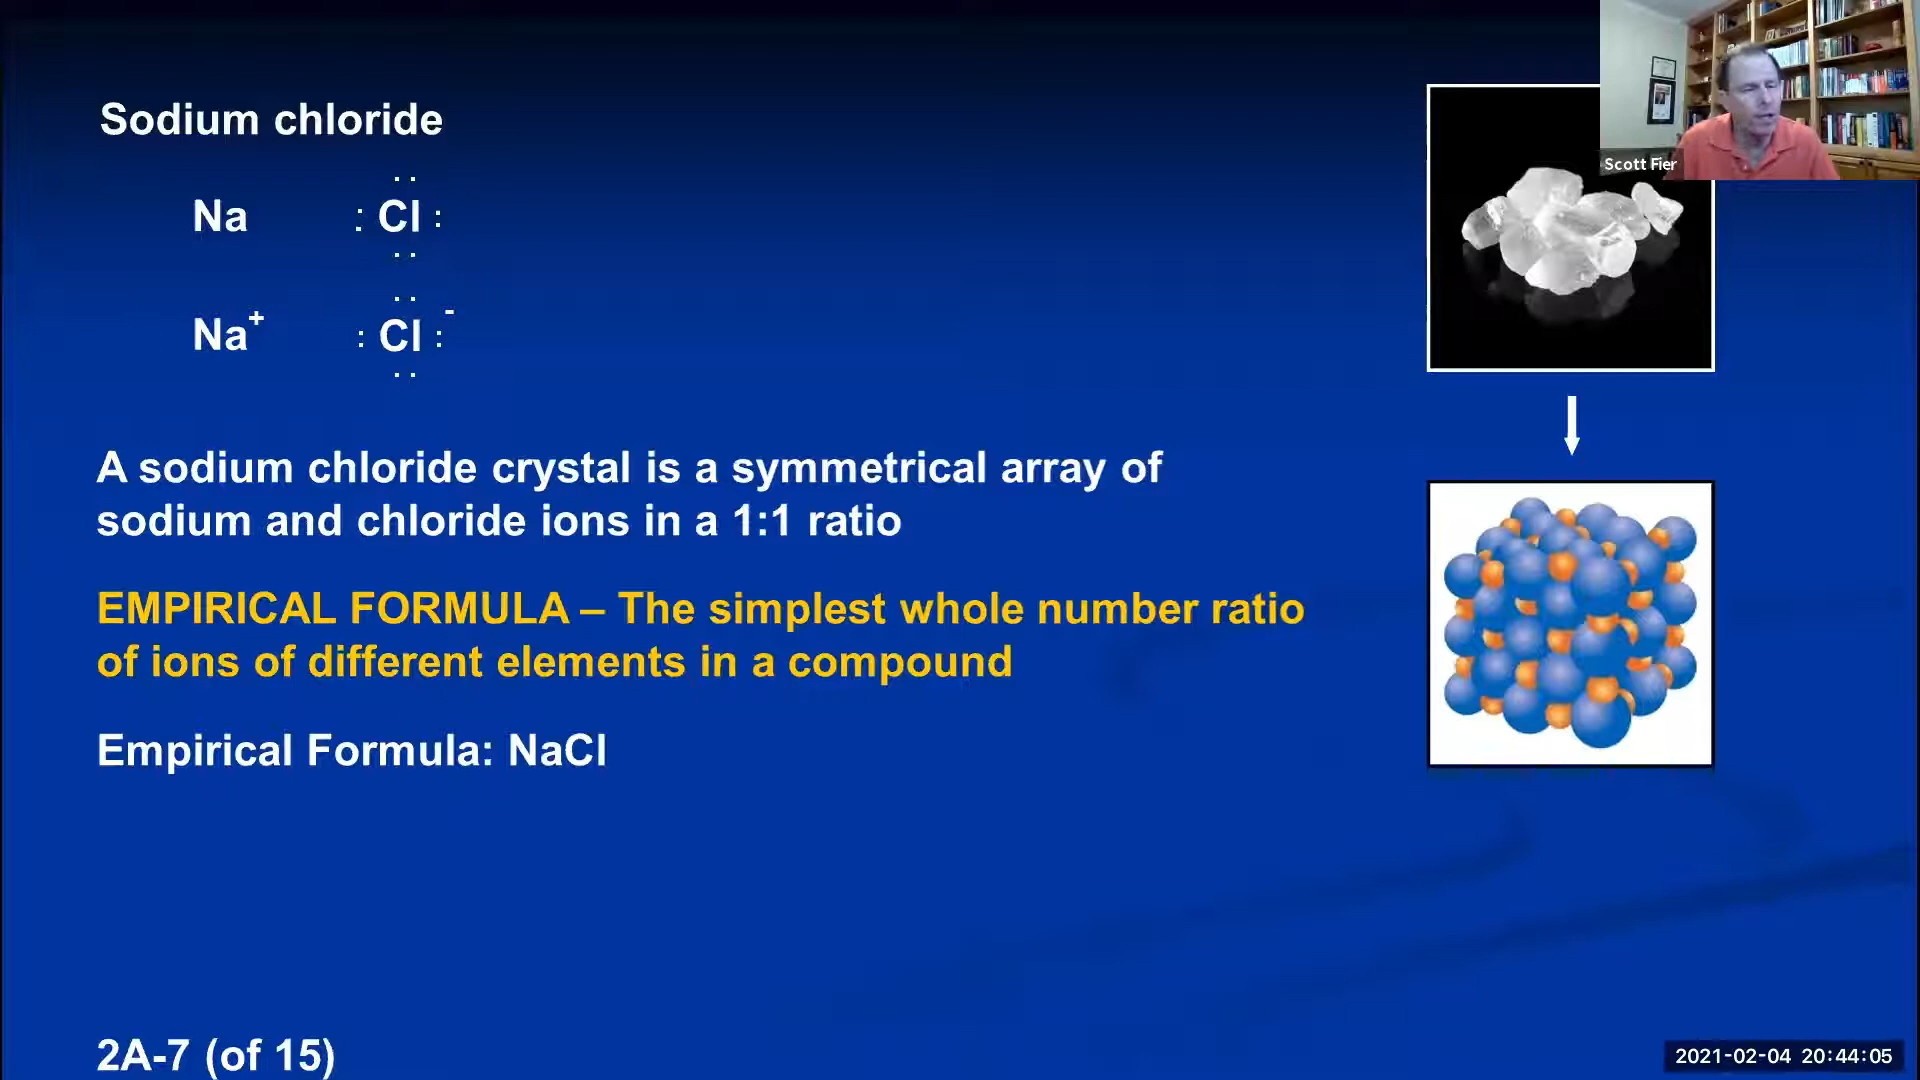 Sodium chloride
Na :Cl:
Na+ :Cl:-
A sodium chloride crystal is a symmetrical array of
sodium and chloride ions in a 1:1 ratio
EMPIRICAL FORMULA – The simplest whole number ratio
of ions of different elements in a compound
Empirical Formula: NaCl
2A-7 (of 15)
Scott Fier
2021-02-04 20:44:05